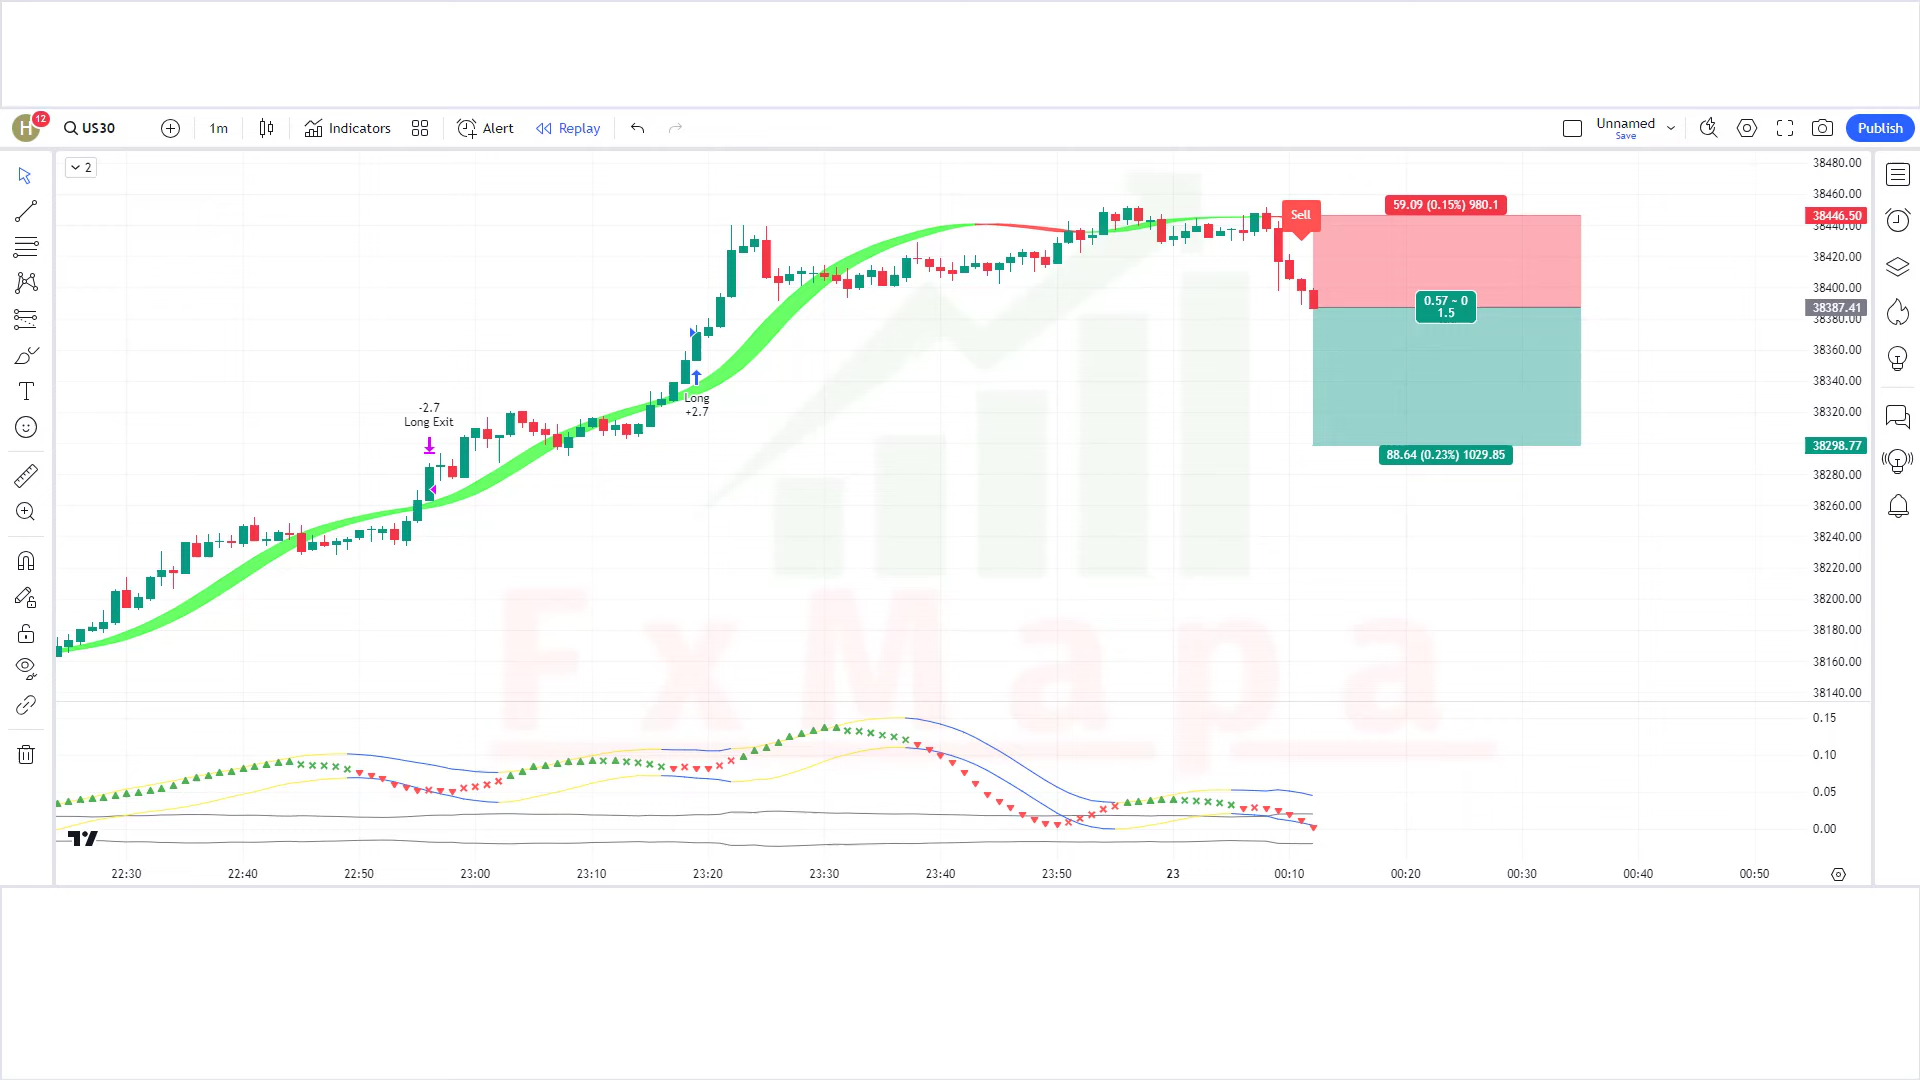 H
12
US30
1m
Indicators
Alert
Replay
Unnamed
Save
Publish
2
38480.00
38460.00
38446.50
38440.00
38420.00
38400.00
38387.41
38380.00
38360.00
38340.00
38320.00
38298.77
38280.00
38260.00
38240.00
38220.00
38200.00
38180.00
38160.00
38140.00
Sell
59.09 (0.15%) 980.1
0.57 ~ 0
1.5
88.64 (0.23%) 1029.85
-2.7
Long Exit
Long
+2.7
FxMapa
0.15
0.10
0.05
0.00
22:30
22:40
22:50
23:00
23:10
23:20
23:30
23:40
23:50
23
00:10
00:20
00:30
00:40
00:50